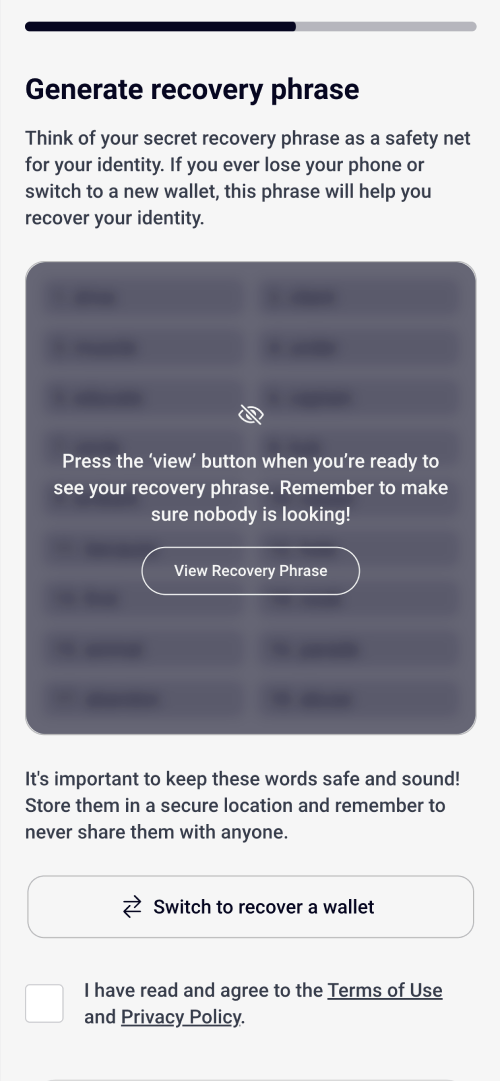 Generate recovery phrase
Think of your secret recovery phrase as a safety net
for your identity. If you ever lose your phone or
switch to a new wallet, this phrase will help you
recover your identity.
Press the ‘view’ button when you’re ready to
see your recovery phrase. Remember to make
sure nobody is looking!
View Recovery Phrase
It's important to keep these words safe and sound!
Store them in a secure location and remember to
never share them with anyone.
Switch to recover a wallet
I have read and agree to the Terms of Use
and Privacy Policy.